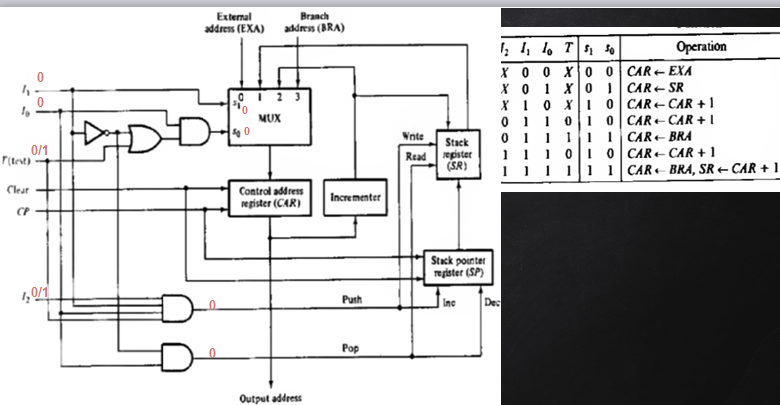 External
address (EXA)
Branch
address (BRA)
0
I₁
0
I₀
0 1 2 3
s₁ 0
MUX
s₀ 0
0/1
T(test)
Write
Read
Stack
register
(SR)
Clear
CP
Control address
register (CAR)
Incrementer
Stack pointer
register (SP)
I₂ 0/1
0
Push
Inc
Dec
0
Pop
Output address
I₂ I₁ I₀ T s₁ s₀ Operation
X 0 0 X 0 0 CAR ← EXA
X 0 1 X 0 1 CAR ← SR
X 1 0 X 1 0 CAR ← CAR + 1
0 1 1 0 1 0 CAR ← CAR + 1
0 1 1 1 1 1 CAR ← BRA
1 1 1 0 1 0 CAR ← CAR + 1
1 1 1 1 1 1 CAR ← BRA, SR ← CAR + 1